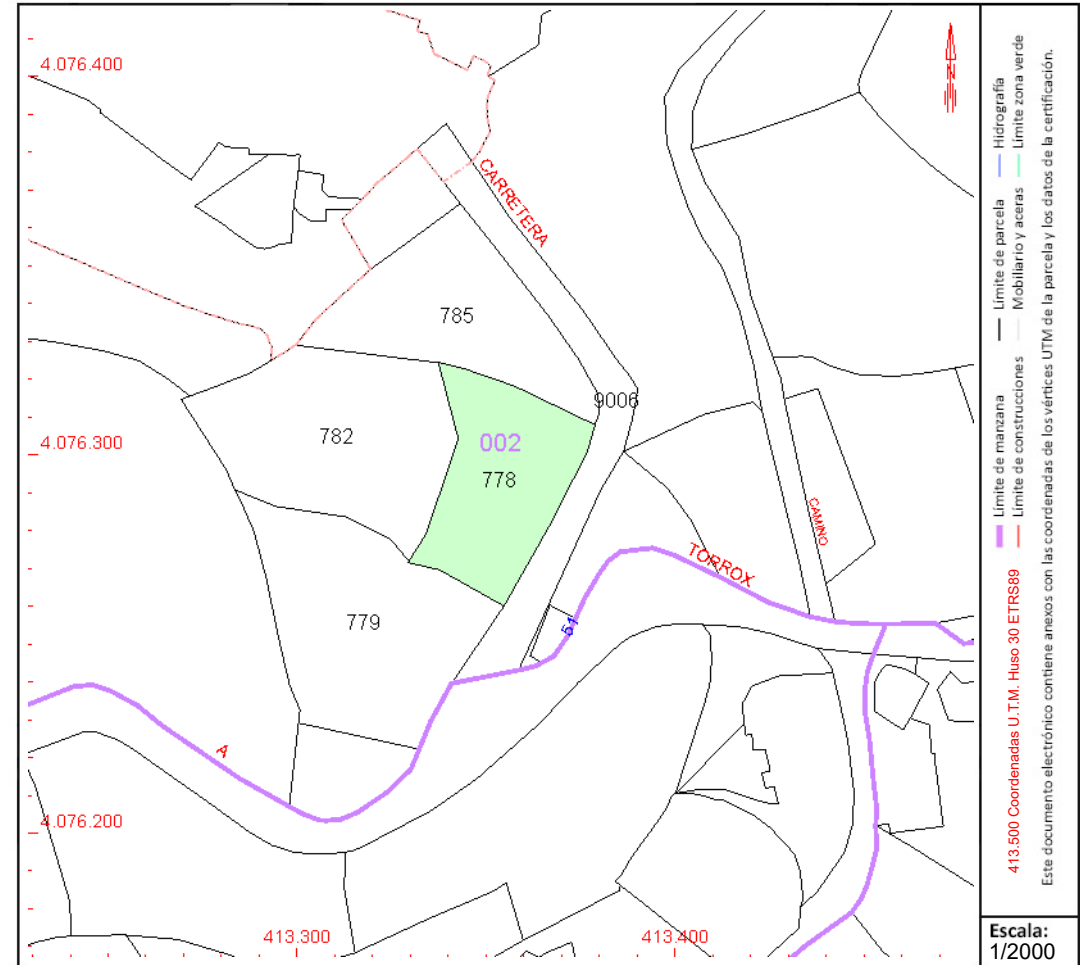 4.076.400
CARRETERA
785
9006
4.076.300
782
002
778
CAMINO
TORROX
779
51
A
4.076.200
413.300
413.400
N
Límite de manzana
Límite de parcela
Hidrografía
Límite de construcciones
Mobiliario y aceras
Límite zona verde
413.500 Coordenadas U.T.M. Huso 30 ETRS89
Este documento electrónico contiene anexos con las coordenadas de los vértices UTM de la parcela y los datos de la certificación.
Escala:
1/2000